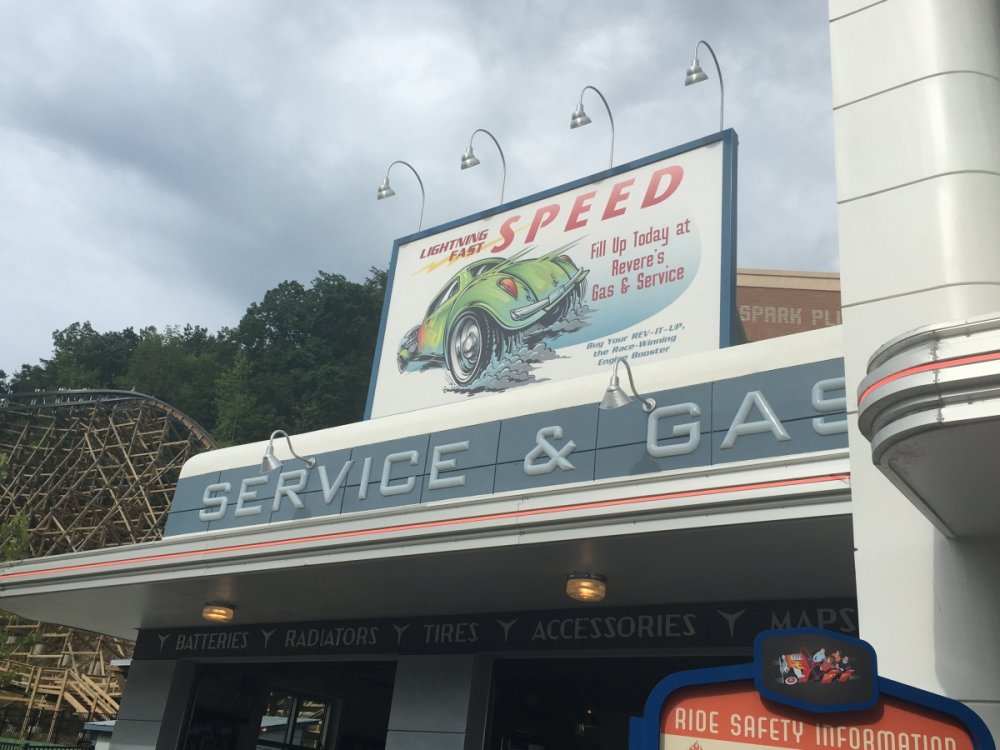 LIGHTNING
FAST
SPEED
Fill Up Today at
Revere's
Gas & Service
Buy Your REV-IT-UP,
the Race-Winning
Engine Booster
SPARK PL
SERVICE & GAS
BATTERIES RADIATORS TIRES ACCESSORIES MAPS
RIDE SAFETY INFORMATION